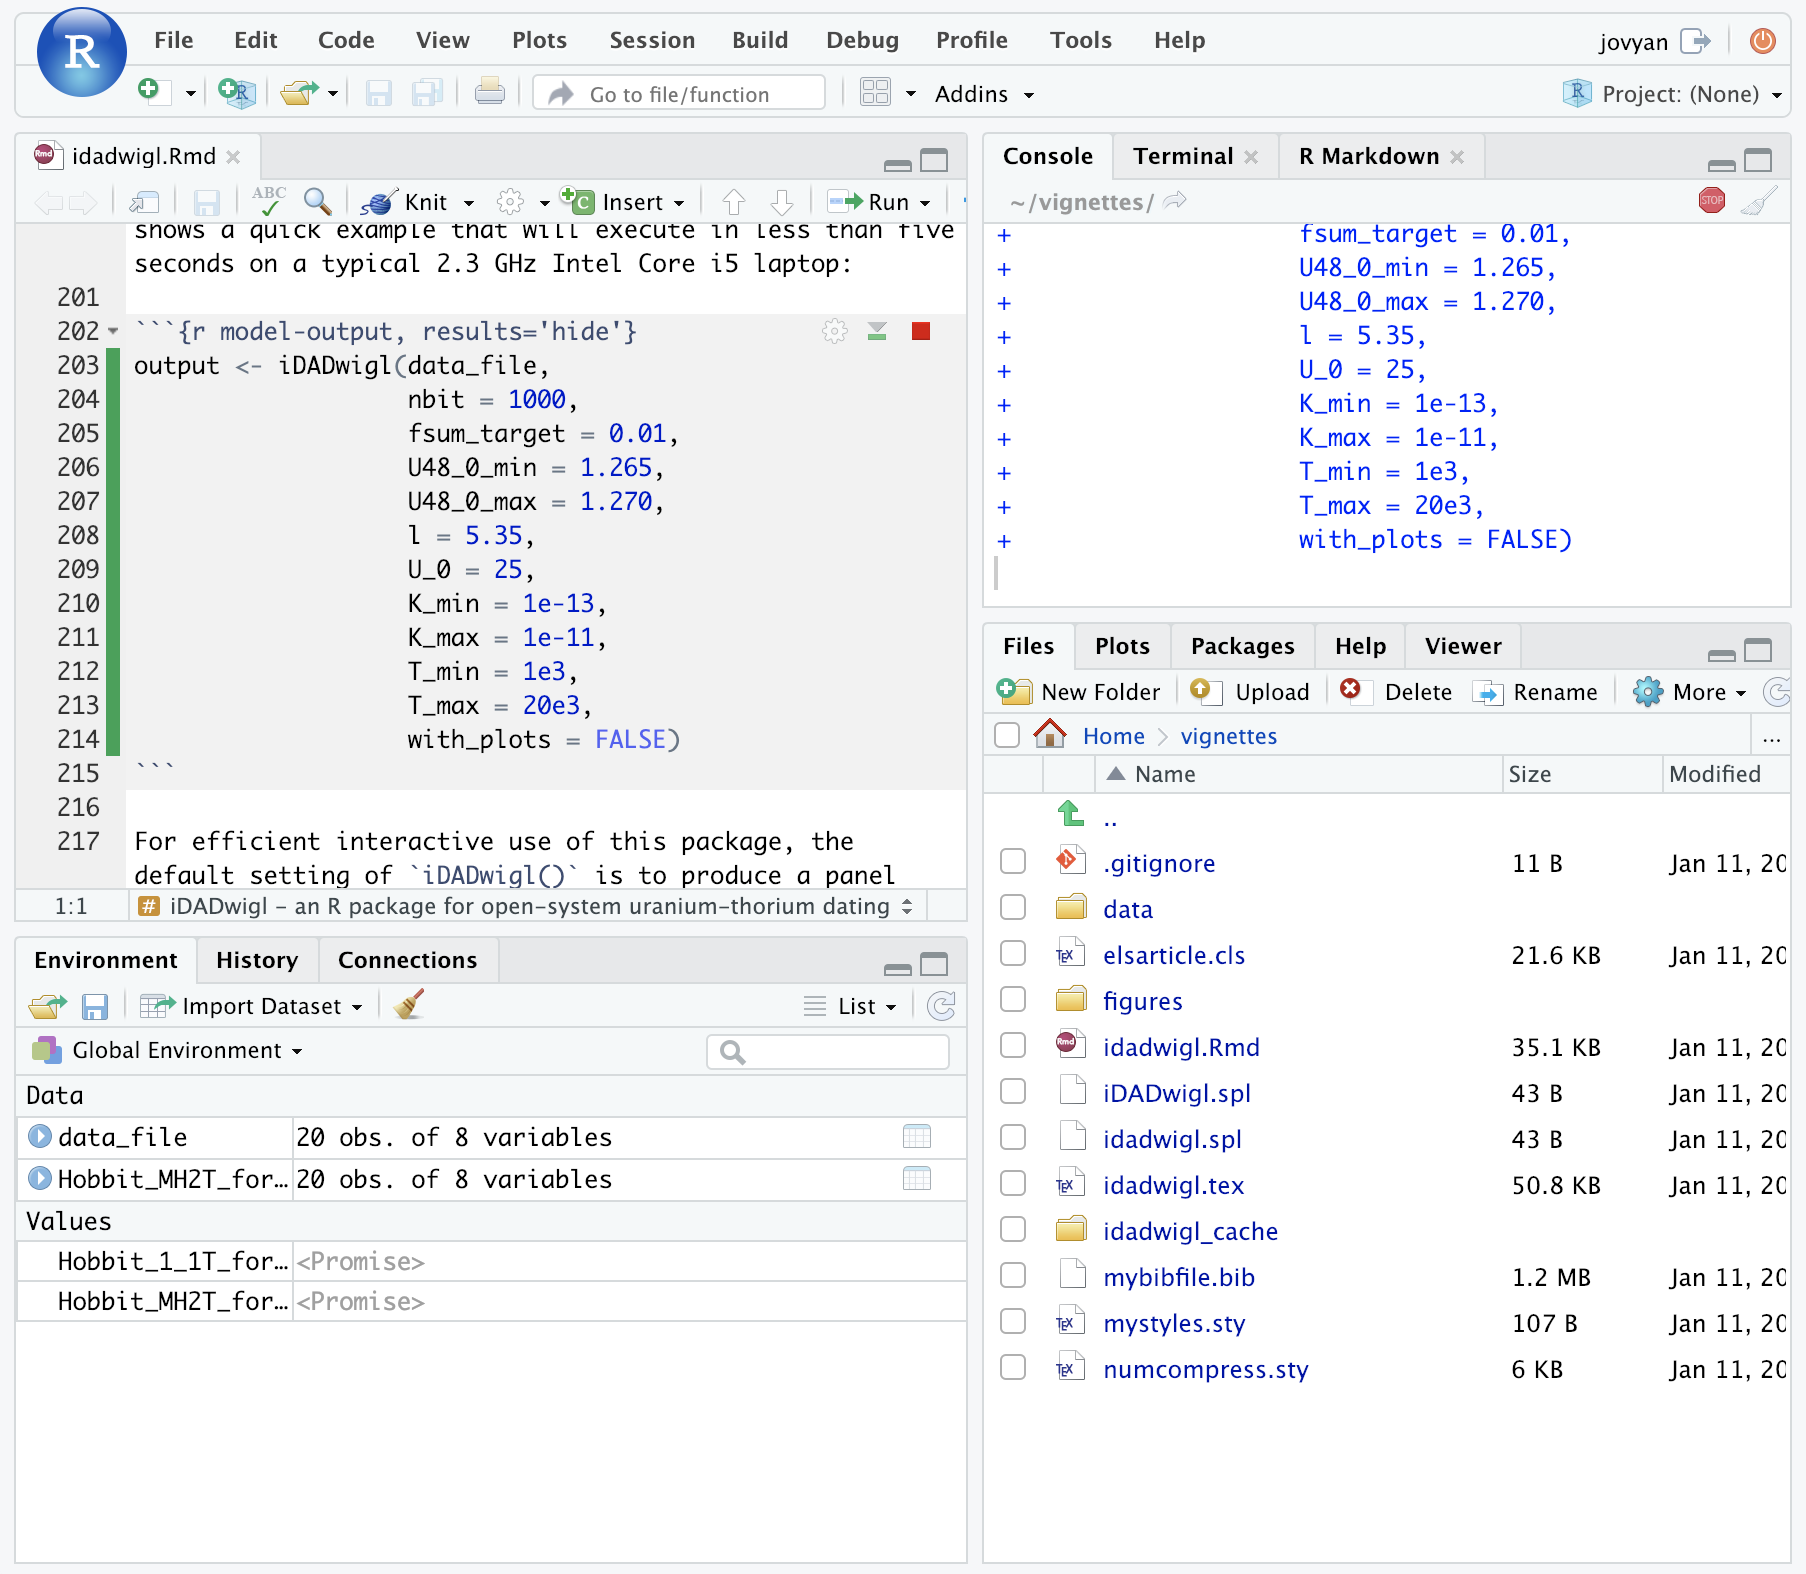 R File Edit Code View Plots Session Build Debug Profile Tools Help jovyan
Go to file/function Addins Project: (None)
idadwigl.Rmd
ABC Knit Insert Run
shows a quick example that will execute in less than five
seconds on a typical 2.3 GHz Intel Core i5 laptop:
201
202 ```{r model-output, results='hide'}
203 output <- iDADwigl(data_file,
204 nbit = 1000,
205 fsum_target = 0.01,
206 U48_0_min = 1.265,
207 U48_0_max = 1.270,
208 l = 5.35,
209 U_0 = 25,
210 K_min = 1e-13,
211 K_max = 1e-11,
212 T_min = 1e3,
213 T_max = 20e3,
214 with_plots = FALSE)
215 ```
216
217 For efficient interactive use of this package, the
default setting of `iDADwigl()` is to produce a panel
1:1 # iDADwigl – an R package for open-system uranium-thorium dating
Environment History Connections
Import Dataset List
Global Environment
Data
data_file 20 obs. of 8 variables
Hobbit_MH2T_for… 20 obs. of 8 variables
Values
Hobbit_1_1T_for… <Promise>
Hobbit_MH2T_for… <Promise>
Console Terminal R Markdown
~/vignettes/ STOP
+ fsum_target = 0.01,
+ U48_0_min = 1.265,
+ U48_0_max = 1.270,
+ l = 5.35,
+ U_0 = 25,
+ K_min = 1e-13,
+ K_max = 1e-11,
+ T_min = 1e3,
+ T_max = 20e3,
+ with_plots = FALSE)
Files Plots Packages Help Viewer
New Folder Upload Delete Rename More
Home vignettes ...
Name Size Modified
..
.gitignore 11 B Jan 11, 20
data
elsarticle.cls 21.6 KB Jan 11, 20
figures
idadwigl.Rmd 35.1 KB Jan 11, 20
iDADwigl.spl 43 B Jan 11, 20
idadwigl.spl 43 B Jan 11, 20
idadwigl.tex 50.8 KB Jan 11, 20
idadwigl_cache
mybibfile.bib 1.2 MB Jan 11, 20
mystyles.sty 107 B Jan 11, 20
numcompress.sty 6 KB Jan 11, 20